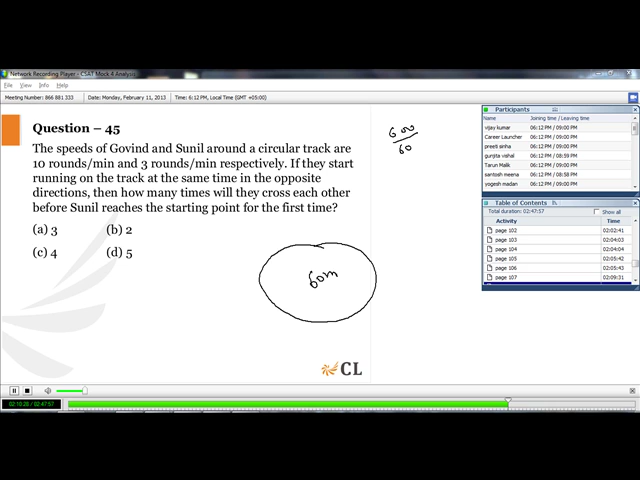 Network Recording Player - CSAT Mock 4 Analysis
File View Info Help
Meeting Number: 866 881 333 Date: Monday, February 11, 2013 Time: 6:12 PM, Local Time (GMT +05:00)
Question – 45
The speeds of Govind and Sunil around a circular track are
10 rounds/min and 3 rounds/min respectively. If they start
running on the track at the same time in the opposite
directions, then how many times will they cross each other
before Sunil reaches the starting point for the first time?
(a) 3 (b) 2
(c) 4 (d) 5
600
60
60m
CL
Participants
Name Joining time / Leaving time
vijay kumar 06:12 PM / 09:00 PM
Career Launcher 06:12 PM / 09:00 PM
preeti sinha 06:12 PM / 09:00 PM
gunjita vishal 06:12 PM / 09:00 PM
Tarun Malik 06:12 PM / 09:00 PM
santosh meena 06:12 PM / 08:58 PM
yogesh madan 06:12 PM / 09:00 PM
Table of Contents
Total duration: 02:47:57 Show all
Activity Time
page 102 02:02:41
page 103 02:04:03
page 104 02:04:04
page 105 02:05:42
page 106 02:05:43
page 107 02:09:31
02:10:28 / 02:47:57